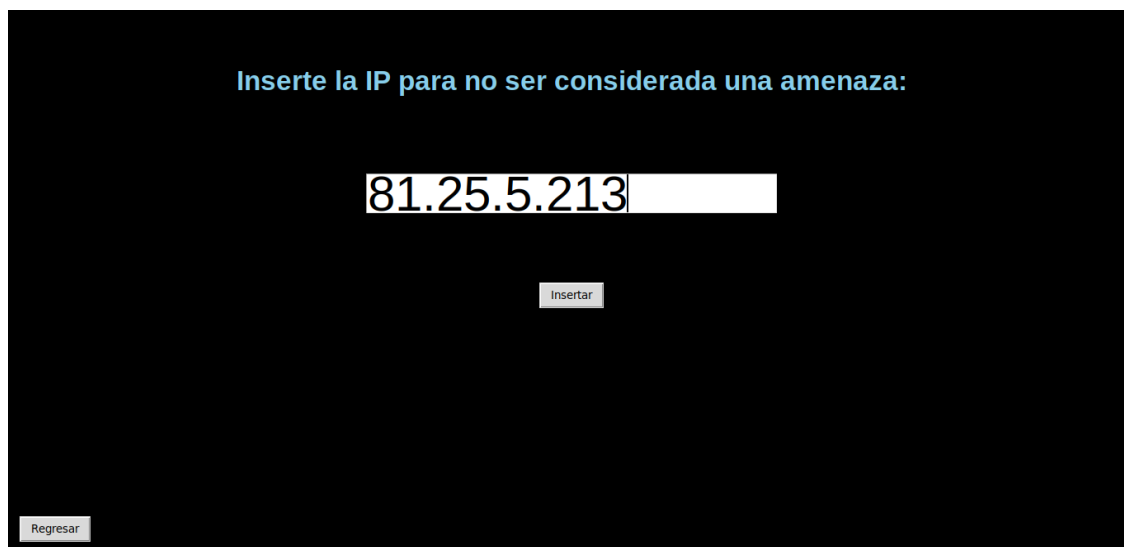 Inserte la IP para no ser considerada una amenaza:
81.25.5.213
Insertar
Regresar